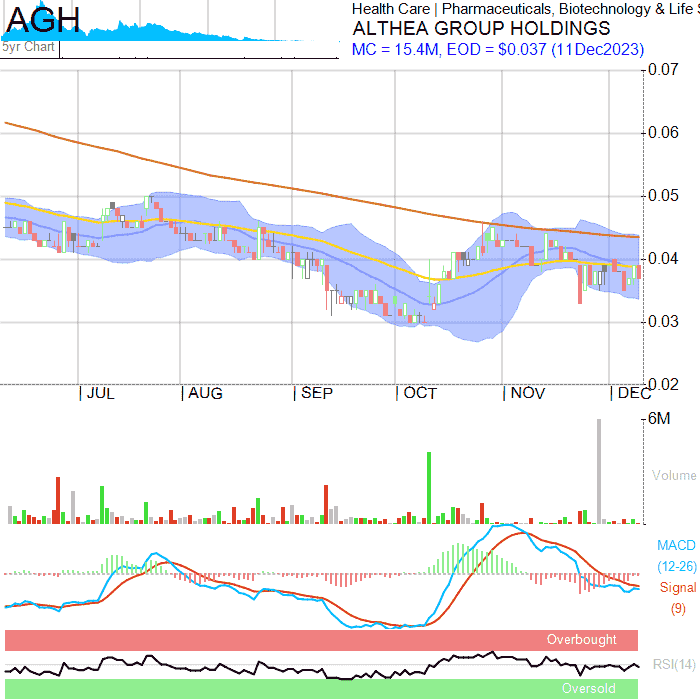 AGH
5yr Chart
Health Care | Pharmaceuticals, Biotechnology & Life S
ALTHEA GROUP HOLDINGS
MC = 15.4M, EOD = $0.037 (11Dec2023)
0.07
0.06
0.05
0.04
0.03
0.02
| JUL | AUG | SEP | OCT | NOV | DEC
6M
Volume
MACD
(12-26)
Signal
(9)
Overbought
RSI(14)
Oversold